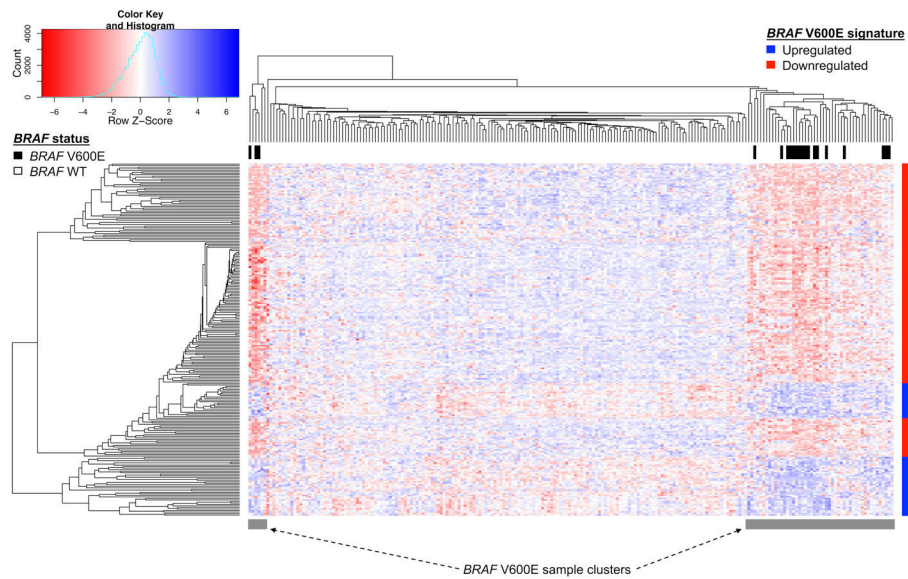 Color Key
and Histogram
Count
0
2000
4000
−6
−4
−2
0
2
4
6
Row Z-Score
BRAF V600E signature
Upregulated
Downregulated
BRAF status
BRAF V600E
BRAF WT
BRAF V600E sample clusters